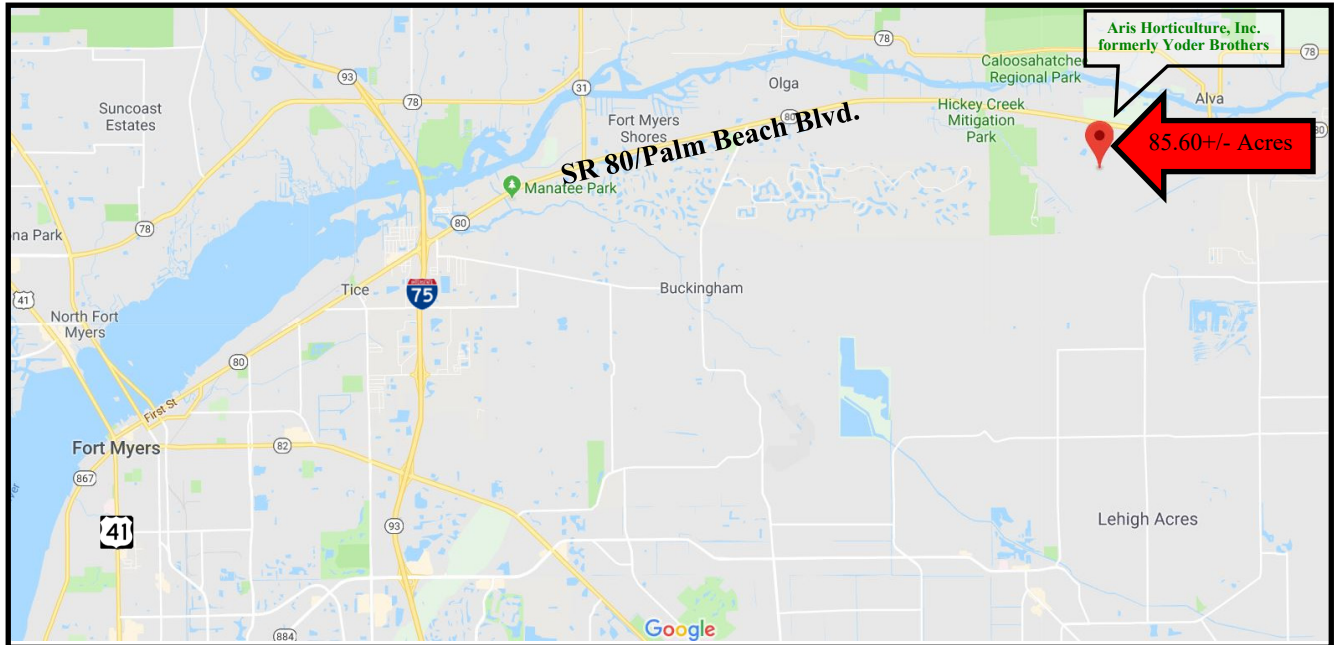 Aris Horticulture, Inc.
formerly Yoder Brothers
78
78
93
Caloosahatchee
Regional Park
Olga
31
78
Suncoast
Estates
Alva
Hickey Creek
Mitigation
Park
Fort Myers
Shores
80
80
85.60+/- Acres
SR 80/Palm Beach Blvd.
Manatee Park
78
80
na Park
Tice
75
Buckingham
41
North Fort
Myers
80
First St
Fort Myers
82
867
41
93
Lehigh Acres
884
Google